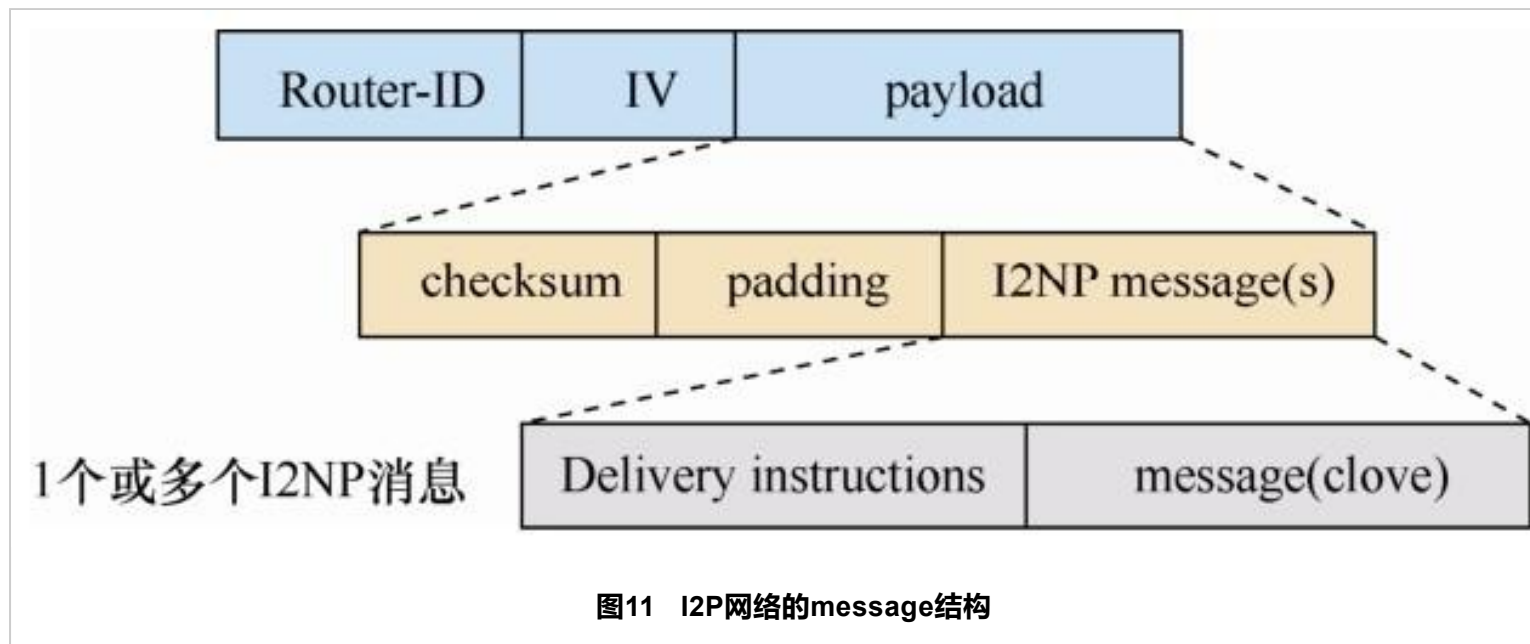 Router-ID IV payload
checksum padding I2NP message(s)
1个或多个I2NP消息 Delivery instructions message(clove)
图11 I2P网络的message结构